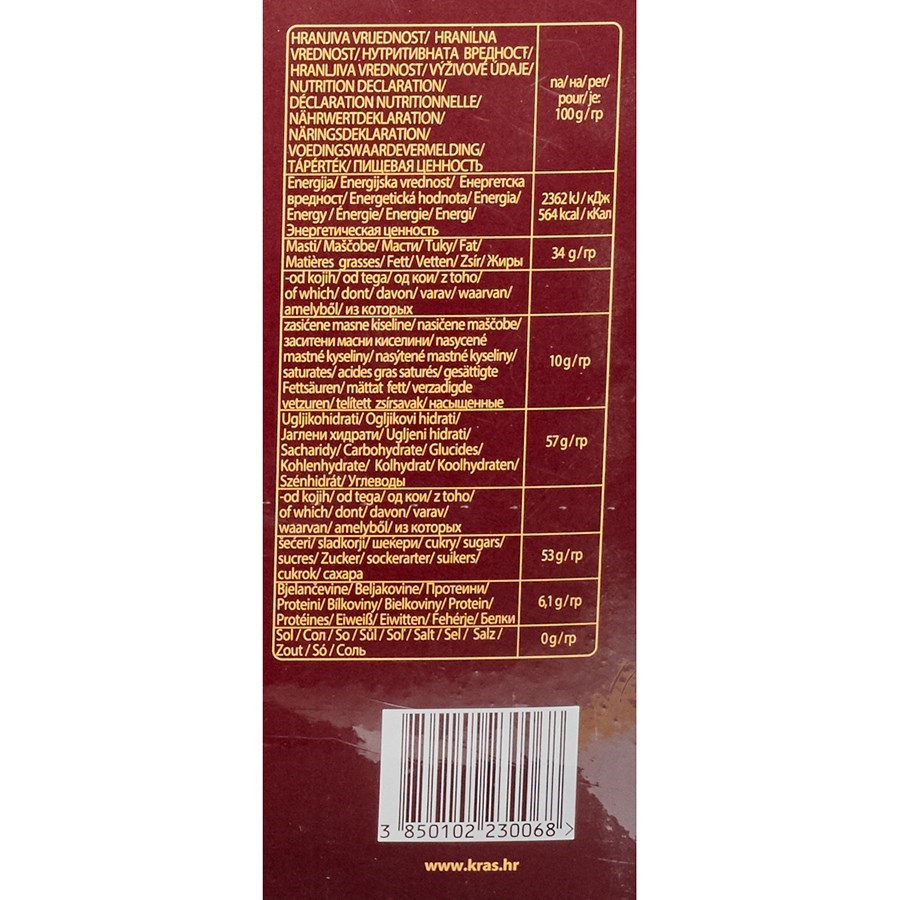 HRANJIVA VRIJEDNOST/ HRANILNA
VREDNOST/ НУТРИТИВНАТА ВРЕДНОСТ/
HRANLJIVA VREDNOST/ VÝŽIVOVÉ ÚDAJE/
NUTRITION DECLARATION/
DÉCLARATION NUTRITIONNELLE/
NÄHRWERTDEKLARATION/
NÄRINGSDEKLARATION/
VOEDINGSWAARDEVERMELDING/
TÁPÉRTÉK/ ПИЩЕВАЯ ЦЕННОСТЬ
na/ на/ per/
pour/ je:
100 g / гр
Energija/ Energijska vrednost/ Енергетска
вредност/ Energetická hodnota/ Energia/
Energy / Énergie/ Energie/ Energi/
Энергетическая ценность
2362 kJ / кДж
564 kcal / кКал
Masti/ Maščobe/ Масти/ Tuky/ Fat/
Matières grasses/ Fett/ Vetten/ Zsír/ Жиры
34 g/ гр
-od kojih/ od tega/ од кои/ z toho/
of which/ dont/ davon/ varav/ waarvan/
amelyből/ из которых
zasićene masne kiseline/ nasičene maščobe/
заситени масни киселини/ nasycené
mastné kyseliny/ nasýtené mastné kyseliny/
saturates/ acides gras saturés/ gesättigte
Fettsäuren/ mättat fett/ verzadigde
vetzuren/ telített zsírsavak/ насыщенные
10 g / гр
Ugljikohidrati/ Ogljikovi hidrati/
Јаглени хидрати/ Ugljeni hidrati/
Sacharidy/ Carbohydrate/ Glucides/
Kohlenhydrate/ Kolhydrat/ Koolhydraten/
Szénhidrát/ Углеводы
57 g / гр
-od kojih/ od tega/ од кои/ z toho/
of which/ dont/ davon/ varav/
waarvan/ amelyből/ из которых
šećeri/ sladkorji/ шеќери/ cukry/ sugars/
sucres/ Zucker/ sockerarter/ suikers/
cukrok/ сахара
53 g / гр
Bjelančevine/ Beljakovine/ Протеини/
Proteini/ Bílkoviny/ Bielkoviny/ Protein/
Protéines/ Eiweiß/ Eiwitten/ Fehérje/ Белки
6,1 g / гр
Sol / Сол / So / Sůl / Soľ / Salt / Sel / Salz /
Zout / Só / Соль
0 g / гр
3 850102 230068 >
www.kras.hr